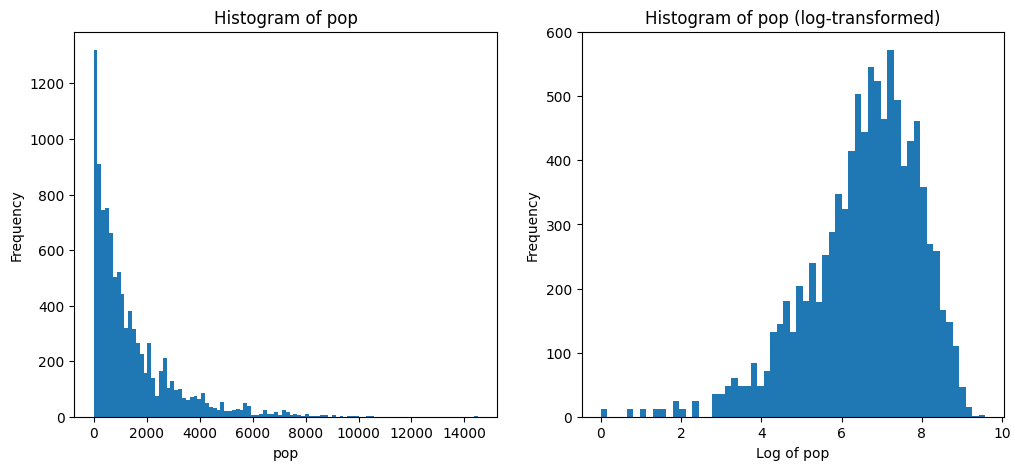 Histogram of pop
Frequency
1200
1000
800
600
400
200
0
0 2000 4000 6000 8000 10000 12000 14000
pop
Histogram of pop (log-transformed)
Frequency
600
500
400
300
200
100
0
0 2 4 6 8 10
Log of pop